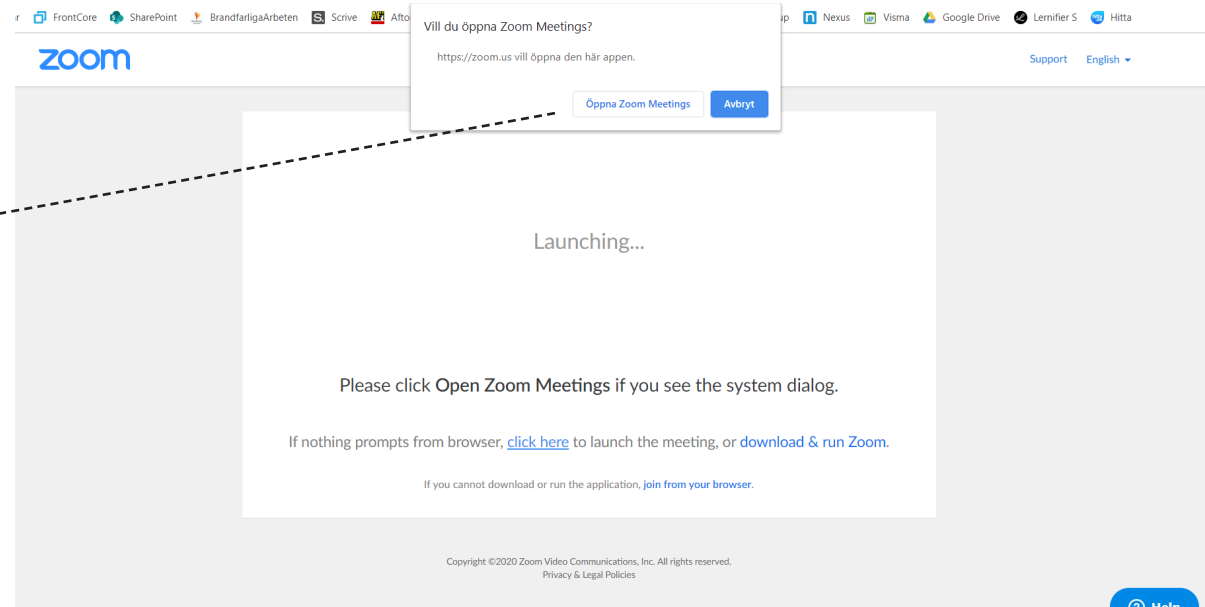 FrontCore SharePoint BrandfarligaArbeten Scrive Nexus Visma Google Drive Lernifier S Hitta
Vill du öppna Zoom Meetings?
https://zoom.us vill öppna den här appen.
Öppna Zoom Meetings Avbryt
zoom
Support English
Launching...
Please click Open Zoom Meetings if you see the system dialog.
If nothing prompts from browser, click here to launch the meeting, or download & run Zoom.
If you cannot download or run the application, join from your browser.
Copyright ©2020 Zoom Video Communications, Inc. All rights reserved.
Privacy & Legal Policies
Help